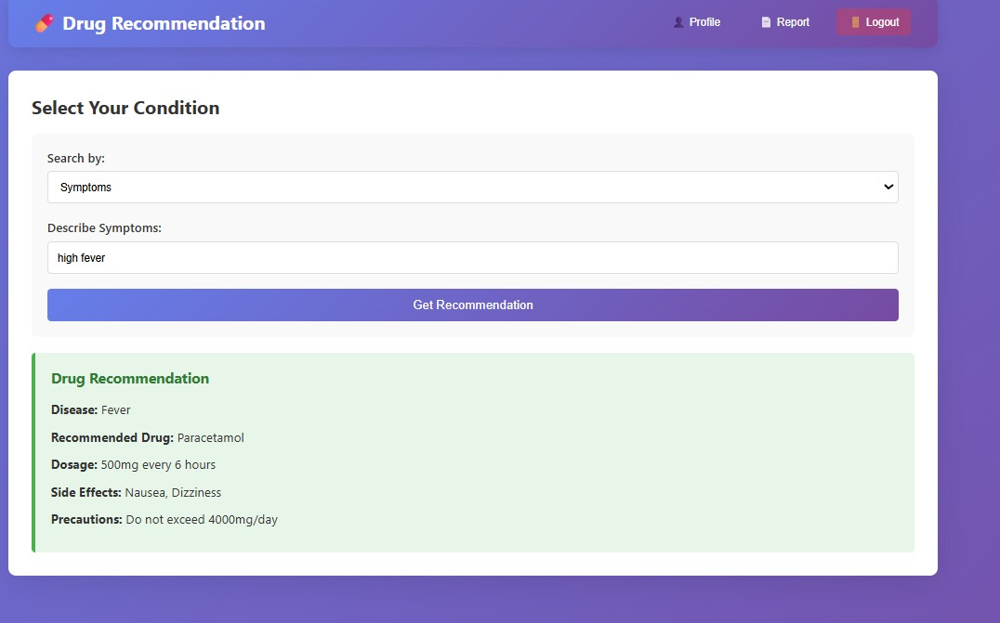 Drug Recommendation
Profile
Report
Logout
Select Your Condition
Search by:
Symptoms
Describe Symptoms:
high fever
Get Recommendation
Drug Recommendation
Disease: Fever
Recommended Drug: Paracetamol
Dosage: 500mg every 6 hours
Side Effects: Nausea, Dizziness
Precautions: Do not exceed 4000mg/day